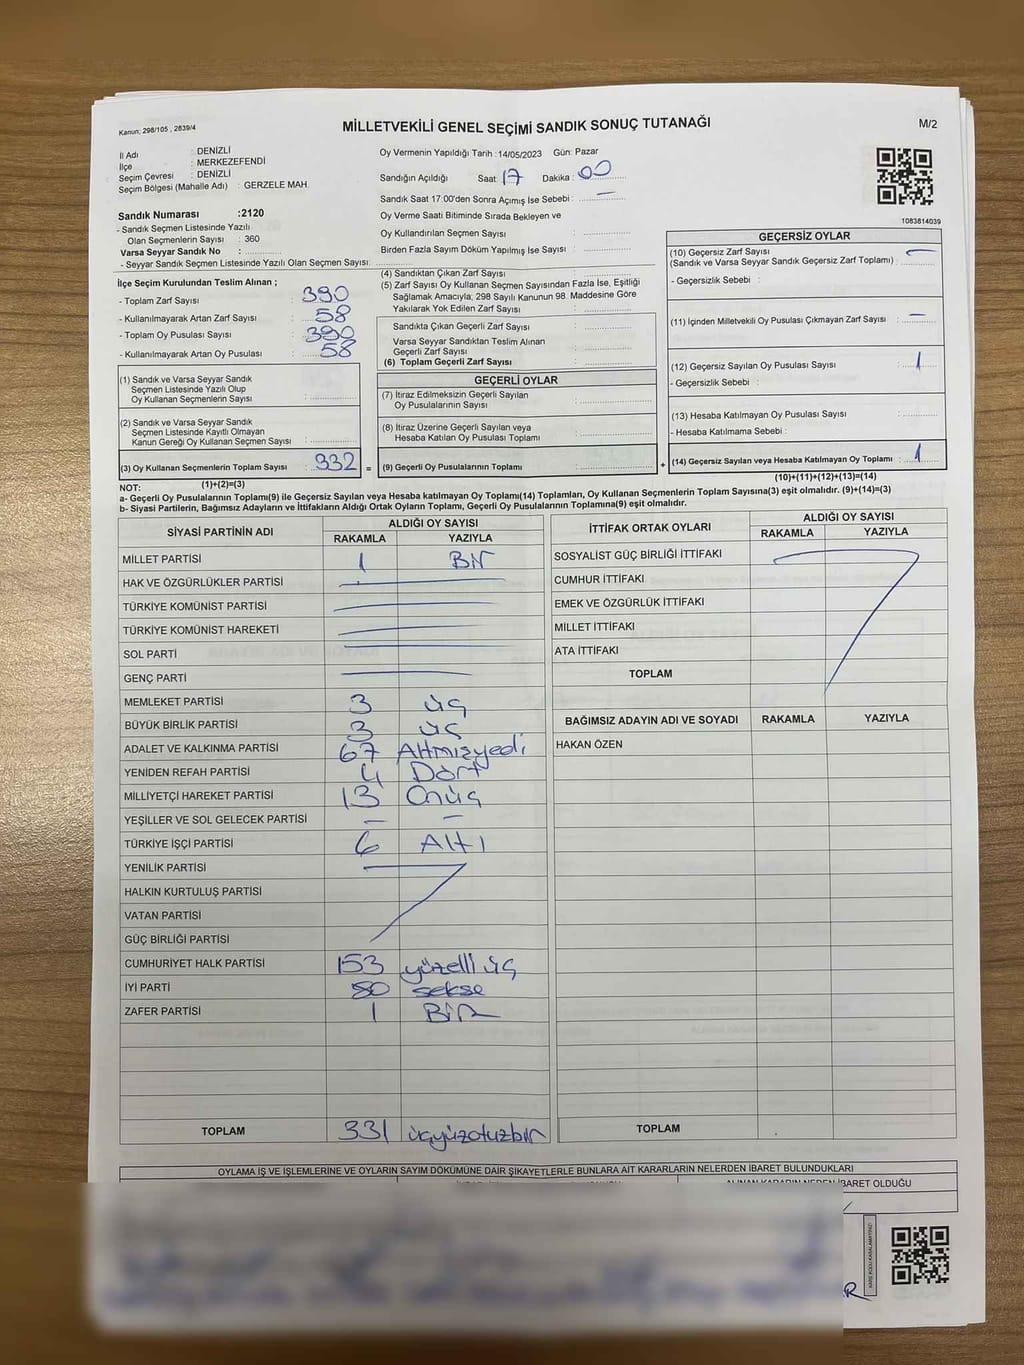 Kanun; 298/105 , 2839/4
MİLLETVEKİLİ GENEL SEÇİMİ SANDIK SONUÇ TUTANAĞI
M/2
İl Adı : DENİZLİ
İlçe : MERKEZEFENDİ
Seçim Çevresi : DENİZLİ
Seçim Bölgesi (Mahalle Adı) : GERZELE MAH.
Sandık Numarası :2120
- Sandık Seçmen Listesinde Yazılı
Olan Seçmenlerin Sayısı : 360
Varsa Seyyar Sandık No :
- Seyyar Sandık Seçmen Listesinde Yazılı Olan Seçmen Sayısı:
Oy Vermenin Yapıldığı Tarih :14/05/2023 Gün: Pazar
Sandığın Açıldığı Saat 17 Dakika : 00
Sandık Saat 17:00'den Sonra Açımış İse Sebebi : —
Oy Verme Saati Bitiminde Sırada Bekleyen ve
Oy Kullandırılan Seçmen Sayısı :
Birden Fazla Sayım Döküm Yapılmış İse Sayısı :
1083814039
İlçe Seçim Kurulundan Teslim Alınan ;
- Toplam Zarf Sayısı : 390
- Kullanılmayarak Artan Zarf Sayısı : 58
- Toplam Oy Pusulası Sayısı : 390
- Kullanılmayarak Artan Oy Pusulası : 58
(1) Sandık ve Varsa Seyyar Sandık
Seçmen Listesinde Yazılı Olup
Oy Kullanan Seçmenlerin Sayısı :
(2) Sandık ve Varsa Seyyar Sandık
Seçmen Listesinde Kayıtlı Olmayan
Kanun Gereği Oy Kullanan Seçmen Sayısı :
(3) Oy Kullanan Seçmenlerin Toplam Sayısı : 332 =
(4) Sandıktan Çıkan Zarf Sayısı :
(5) Zarf Sayısı Oy Kullanan Seçmen Sayısından Fazla İse, Eşitliği
Sağlamak Amacıyla; 298 Sayılı Kanunun 98. Maddesine Göre
Yakılarak Yok Edilen Zarf Sayısı :
Sandıkta Çıkan Geçerli Zarf Sayısı :
Varsa Seyyar Sandıktan Teslim Alınan
Geçerli Zarf Sayısı :
(6) Toplam Geçerli Zarf Sayısı :
GEÇERLİ OYLAR
(7) İtiraz Edilmeksizin Geçerli Sayılan
Oy Pusulalarının Sayısı :
(8) İtiraz Üzerine Geçerli Sayılan veya
Hesaba Katılan Oy Pusulası Toplamı :
(9) Geçerli Oy Pusulalarının Toplamı : +
GEÇERSİZ OYLAR
(10) Geçersiz Zarf Sayısı
(Sandık ve Varsa Seyyar Sandık Geçersiz Zarf Toplamı) : —
- Geçersizlik Sebebi :
(11) İçinden Milletvekili Oy Pusulası Çıkmayan Zarf Sayısı : —
(12) Geçersiz Sayılan Oy Pusulası Sayısı : 1
- Geçersizlik Sebebi :
(13) Hesaba Katılmayan Oy Pusulası Sayısı :
- Hesaba Katılmama Sebebi :
(14) Geçersiz Sayılan veya Hesaba Katılmayan Oy Toplamı : 1
NOT: (1)+(2)=(3)
(10)+(11)+(12)+(13)=(14)
a- Geçerli Oy Pusulalarının Toplamı(9) ile Geçersiz Sayılan veya Hesaba katılmayan Oy Toplamı(14) Toplamları, Oy Kullanan Seçmenlerin Toplam Sayısına(3) eşit olmalıdır. (9)+(14)=(3)
b- Siyasi Partilerin, Bağımsız Adayların ve İttifakların Aldığı Ortak Oyların Toplamı, Geçerli Oy Pusulalarının Toplamına(9) eşit olmalıdır.
SİYASİ PARTİNİN ADI ALDIĞI OY SAYISI
RAKAMLA YAZIYLA
MİLLET PARTİSİ 1 Bir
HAK VE ÖZGÜRLÜKLER PARTİSİ —
TÜRKİYE KOMÜNİST PARTİSİ —
TÜRKİYE KOMÜNİST HAREKETİ —
SOL PARTİ —
GENÇ PARTİ —
MEMLEKET PARTİSİ 3 üç
BÜYÜK BİRLİK PARTİSİ 3 üç
ADALET VE KALKINMA PARTİSİ 67 Altmışyedi
YENİDEN REFAH PARTİSİ 4 Dört
MİLLİYETÇİ HAREKET PARTİSİ 13 Onüç
YEŞİLLER VE SOL GELECEK PARTİSİ — —
TÜRKİYE İŞÇİ PARTİSİ 6 Altı
YENİLİK PARTİSİ
HALKIN KURTULUŞ PARTİSİ
VATAN PARTİSİ
GÜÇ BİRLİĞİ PARTİSİ
CUMHURİYET HALK PARTİSİ 153 yüzelli üç
İYİ PARTİ 80 sekse
ZAFER PARTİSİ 1 Bir
TOPLAM 331 üçyüzotuzbir
İTTİFAK ORTAK OYLARI ALDIĞI OY SAYISI
RAKAMLA YAZIYLA
SOSYALİST GÜÇ BİRLİĞİ İTTİFAKI
CUMHUR İTTİFAKI
EMEK VE ÖZGÜRLÜK İTTİFAKI
MİLLET İTTİFAKI
ATA İTTİFAKI
TOPLAM
BAĞIMSIZ ADAYIN ADI VE SOYADI RAKAMLA YAZIYLA
HAKAN ÖZEN
TOPLAM
OYLAMA İŞ VE İŞLEMLERİNE VE OYLARIN SAYIM DÖKÜMÜNE DAİR ŞİKAYETLERLE BUNLARA AİT KARARLARIN NELERDEN İBARET BULUNDUKLARI
ALINAN KARARIN NEDEN İBARET OLDUĞU